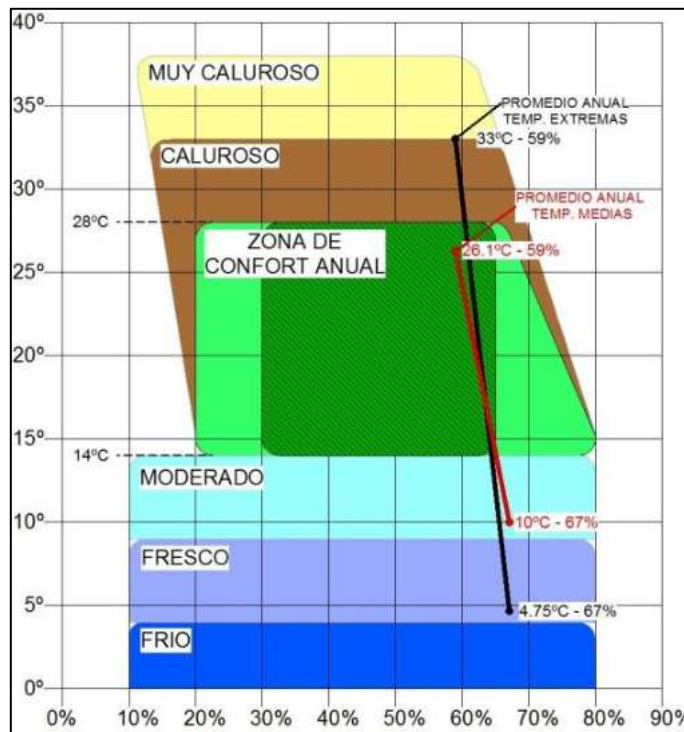 40º
MUY CALUROSO
35º
PROMEDIO ANUAL
TEMP. EXTREMAS
33ºC - 59%
CALUROSO
30º
PROMEDIO ANUAL
TEMP. MEDIAS
28ºC
ZONA DE
CONFORT ANUAL
26.1ºC - 59%
25º
20º
15º
14ºC
MODERADO
10º
10ºC - 67%
FRESCO
5º
4.75ºC - 67%
FRIO
0º
0% 10% 20% 30% 40% 50% 60% 70% 80% 90%